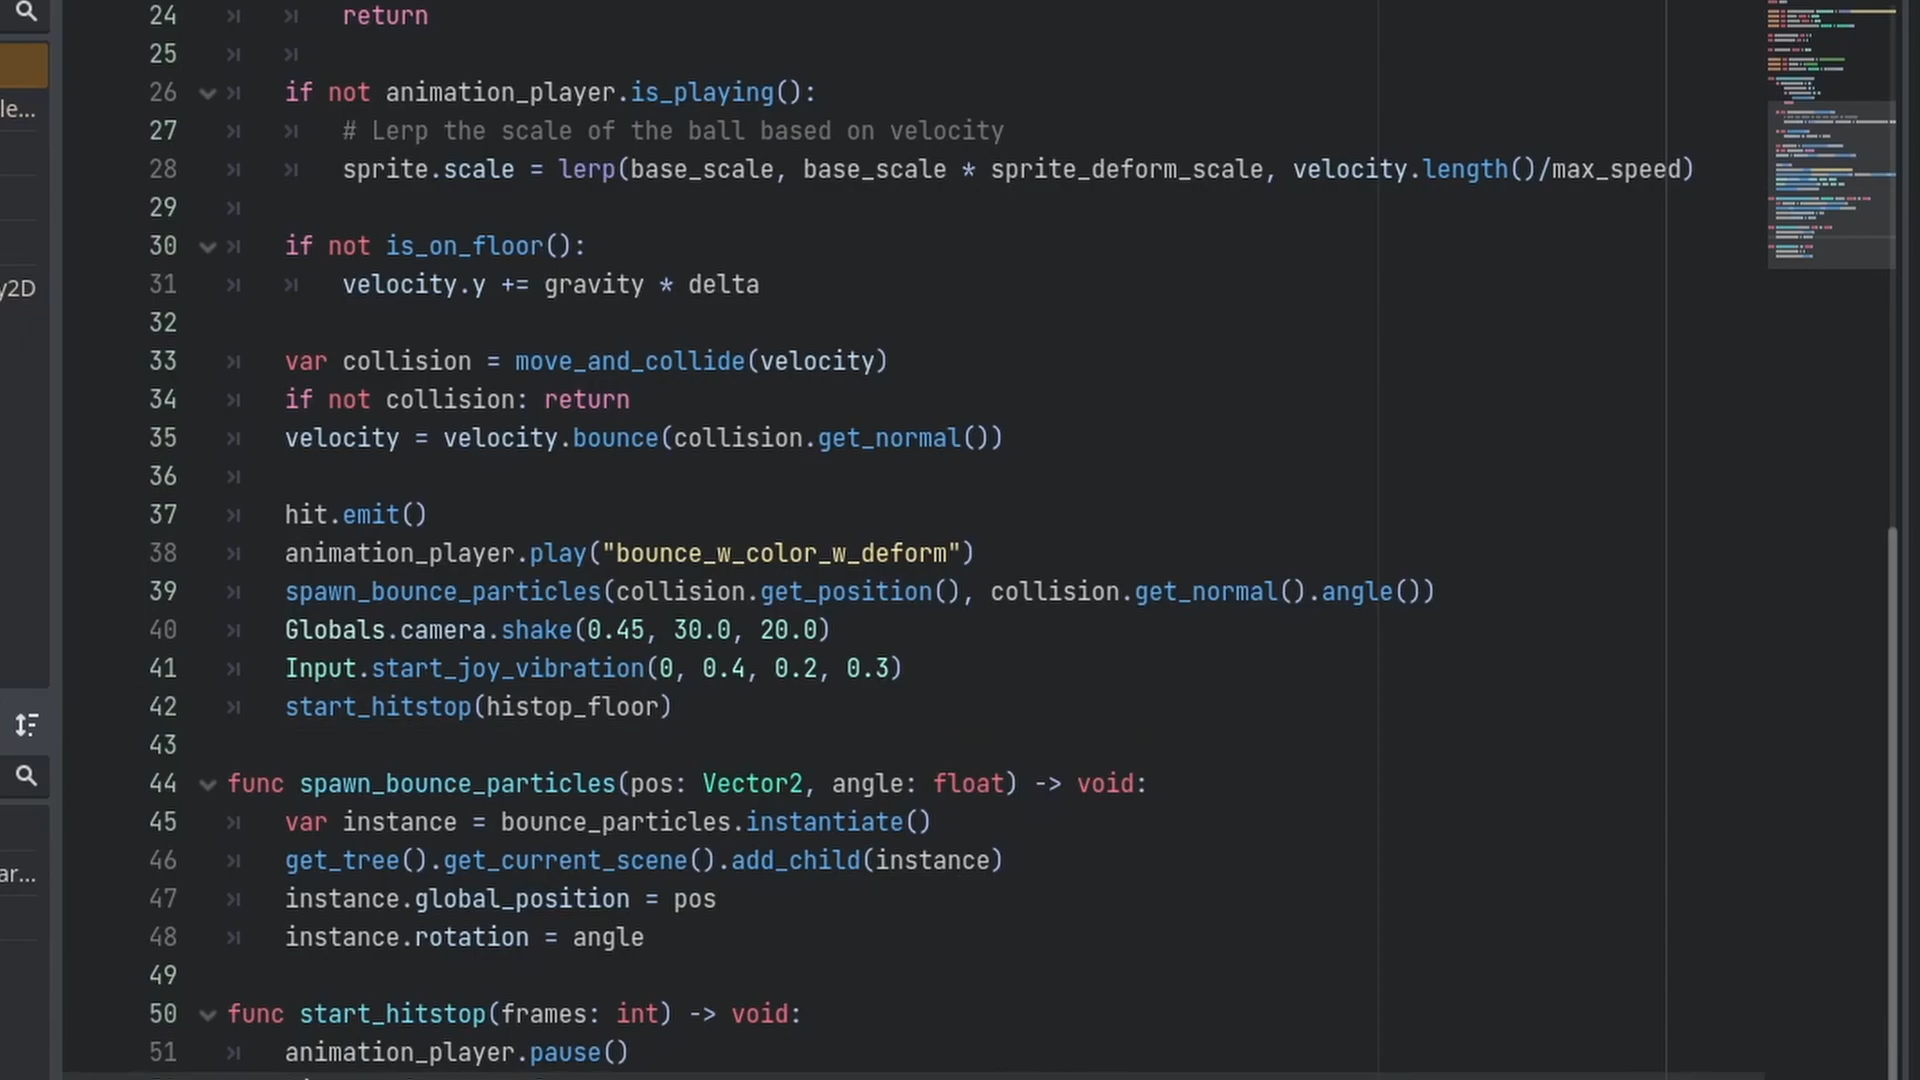 24 return
25
26 if not animation_player.is_playing():
le...
27 # Lerp the scale of the ball based on velocity
28 sprite.scale = lerp(base_scale, base_scale * sprite_deform_scale, velocity.length()/max_speed)
29
30 if not is_on_floor():
y2D
31 velocity.y += gravity * delta
32
33 var collision = move_and_collide(velocity)
34 if not collision: return
35 velocity = velocity.bounce(collision.get_normal())
36
37 hit.emit()
38 animation_player.play("bounce_w_color_w_deform")
39 spawn_bounce_particles(collision.get_position(), collision.get_normal().angle())
40 Globals.camera.shake(0.45, 30.0, 20.0)
41 Input.start_joy_vibration(0, 0.4, 0.2, 0.3)
42 start_hitstop(histop_floor)
43
44 func spawn_bounce_particles(pos: Vector2, angle: float) -> void:
45 var instance = bounce_particles.instantiate()
46 get_tree().get_current_scene().add_child(instance)
ar...
47 instance.global_position = pos
48 instance.rotation = angle
49
50 func start_hitstop(frames: int) -> void:
51 animation_player.pause()